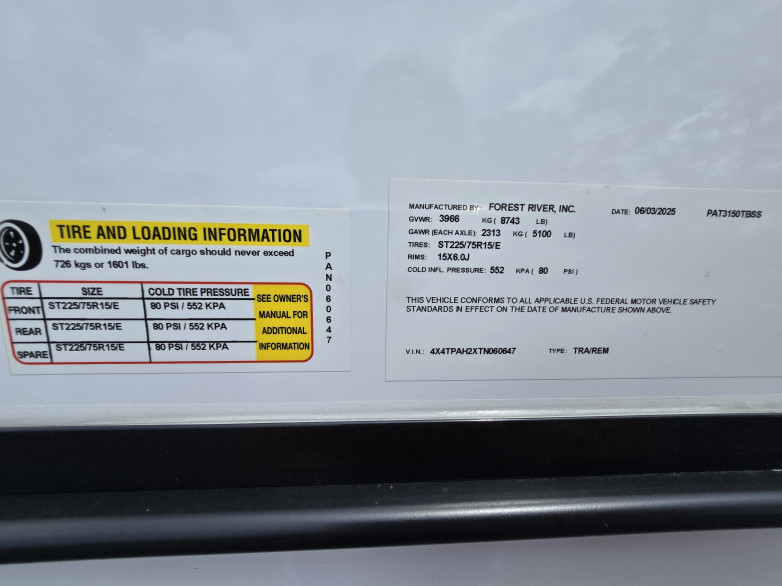 TIRE AND LOADING INFORMATION
The combined weight of cargo should never exceed
726 kgs or 1601 lbs.
TIRE SIZE COLD TIRE PRESSURE
FRONT ST225/75R15/E 80 PSI / 552 KPA
REAR ST225/75R15/E 80 PSI / 552 KPA
SPARE ST225/75R15/E 80 PSI / 552 KPA
SEE OWNER'S
MANUAL FOR
ADDITIONAL
INFORMATION
PAN060647
MANUFACTURED BY: FOREST RIVER, INC. DATE: 06/03/2025 PAT3150TBSS
GVWR: 3966 KG ( 8743 LB)
GAWR (EACH AXLE): 2313 KG ( 5100 LB)
TIRES: ST225/75R15/E
RIMS: 15X6.0J
COLD INFL. PRESSURE: 552 KPA ( 80 PSI )
THIS VEHICLE CONFORMS TO ALL APPLICABLE U.S. FEDERAL MOTOR VEHICLE SAFETY
STANDARDS IN EFFECT ON THE DATE OF MANUFACTURE SHOWN ABOVE.
V.I.N.: 4X4TPAH2XTN060647 TYPE: TRA/REM